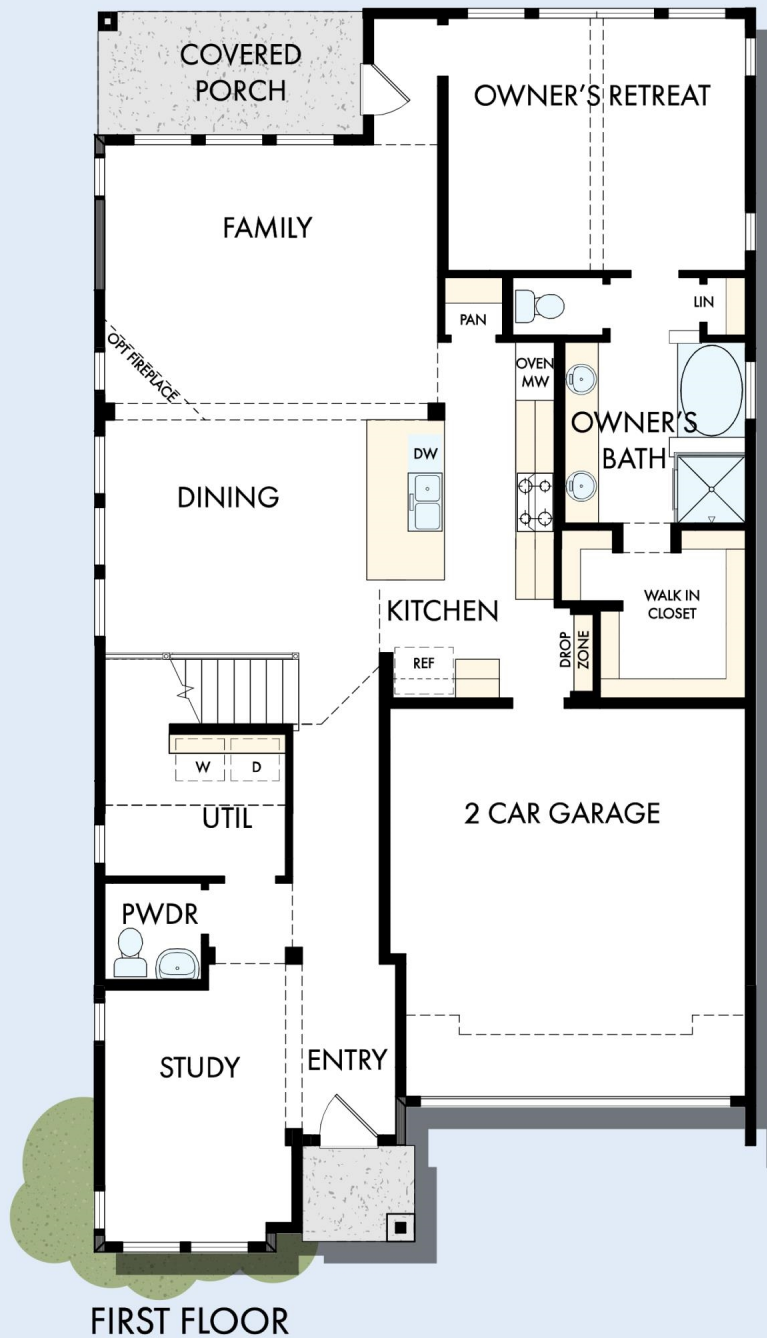 COVERED
PORCH
OWNER'S RETREAT
FAMILY
LIN
PAN
OPT FIREPLACE
OVEN
MW
OWNER'S
BATH
DW
DINING
WALK IN
CLOSET
KITCHEN
DROP
ZONE
REF
W
D
2 CAR GARAGE
UTIL
PWDR
STUDY
ENTRY
FIRST FLOOR